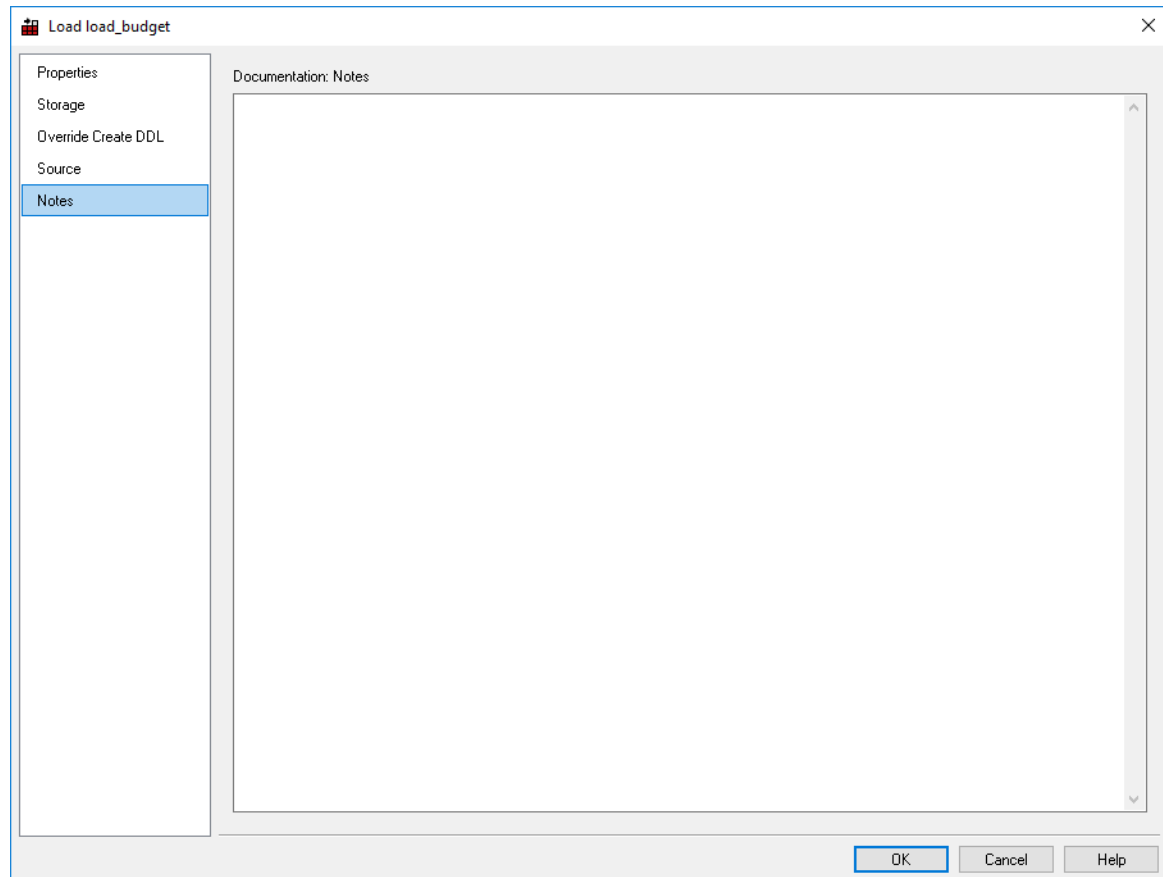 Load load_budget
Properties
Storage
Override Create DDL
Source
Notes
Documentation: Notes
OK
Cancel
Help